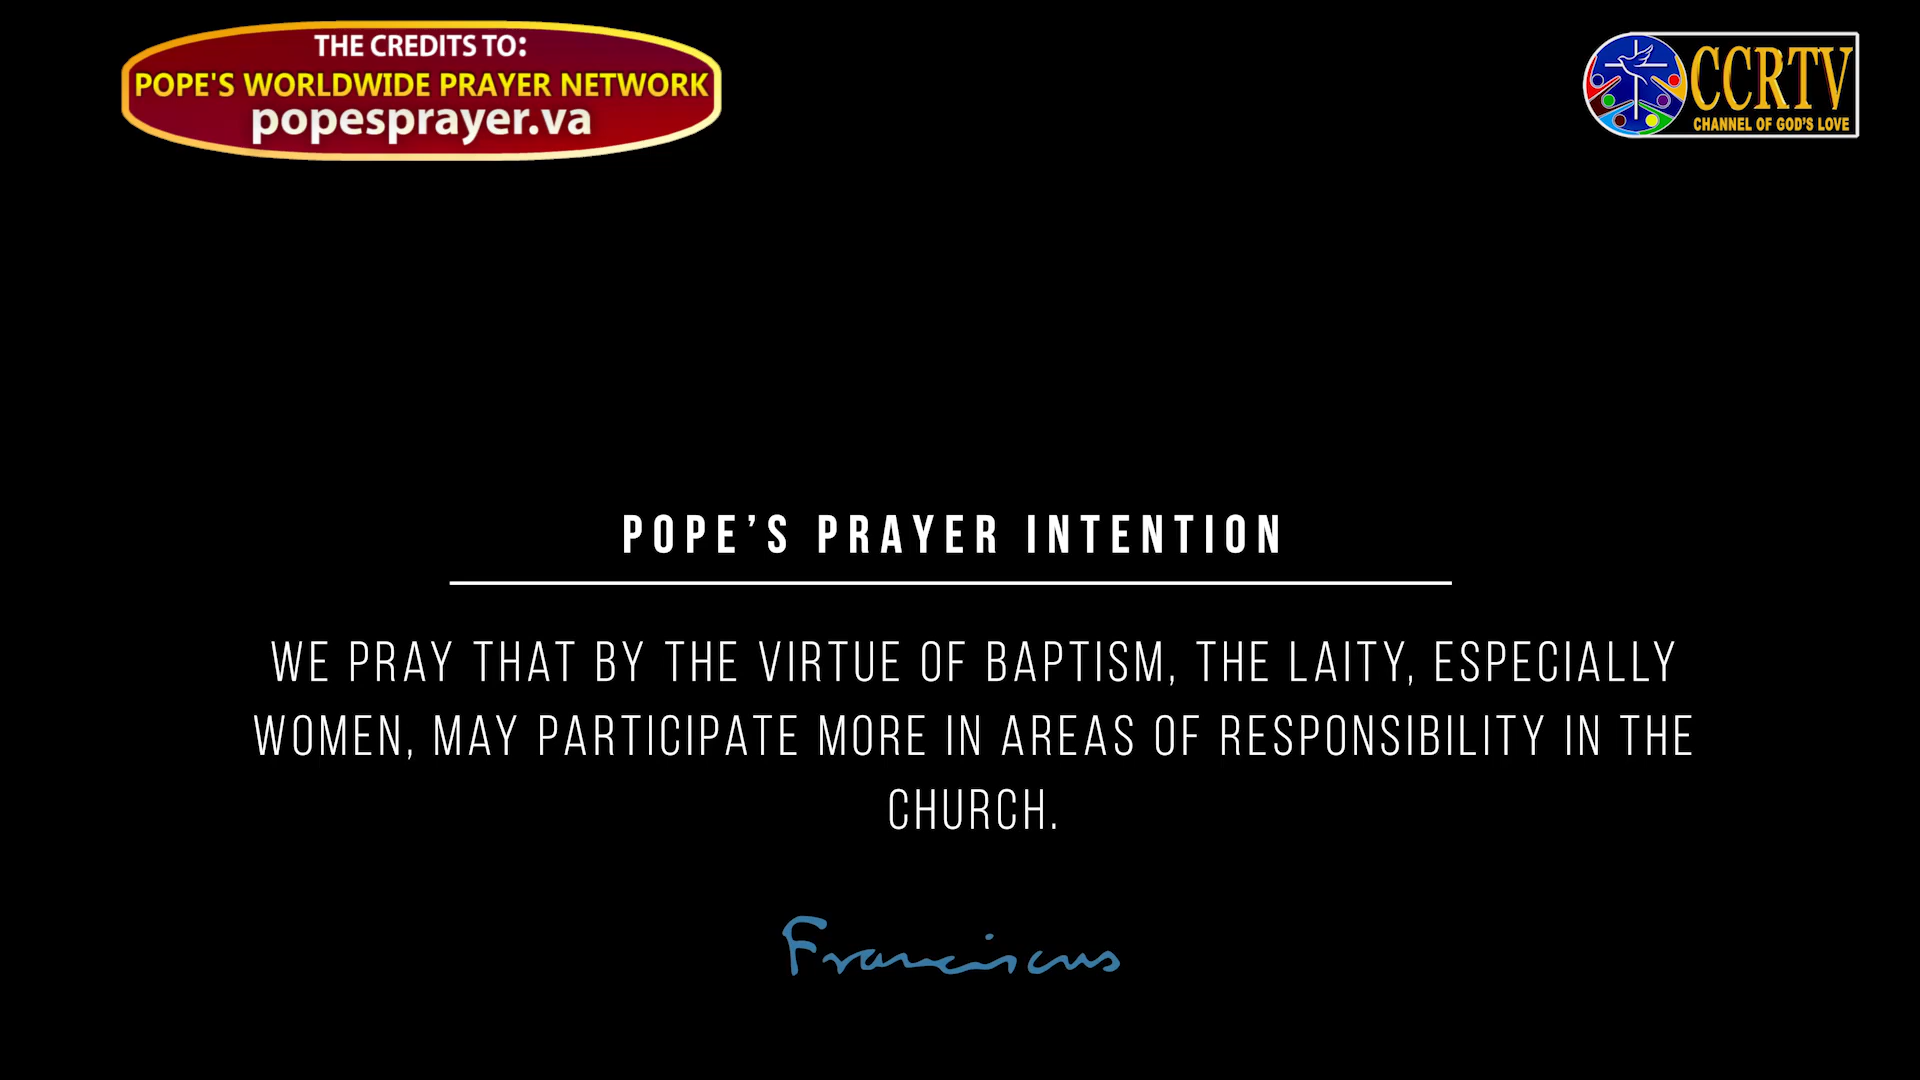 THE CREDITS TO:
POPE'S WORLDWIDE PRAYER NETWORK
popesprayer.va
CCRTV
CHANNEL OF GOD'S LOVE
POPE’S PRAYER INTENTION
WE PRAY THAT BY THE VIRTUE OF BAPTISM, THE LAITY, ESPECIALLY
WOMEN, MAY PARTICIPATE MORE IN AREAS OF RESPONSIBILITY IN THE
CHURCH.
Franciscus